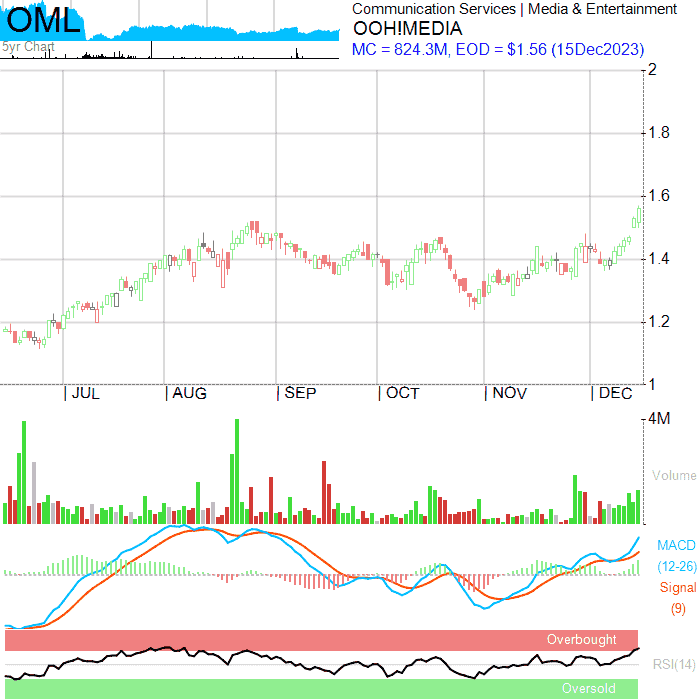 OML
5yr Chart
Communication Services | Media & Entertainment
OOH!MEDIA
MC = 824.3M, EOD = $1.56 (15Dec2023)
2
1.8
1.6
1.4
1.2
1
| JUL | AUG | SEP | OCT | NOV | DEC
4M
Volume
MACD
(12-26)
Signal
(9)
Overbought
RSI(14)
Oversold